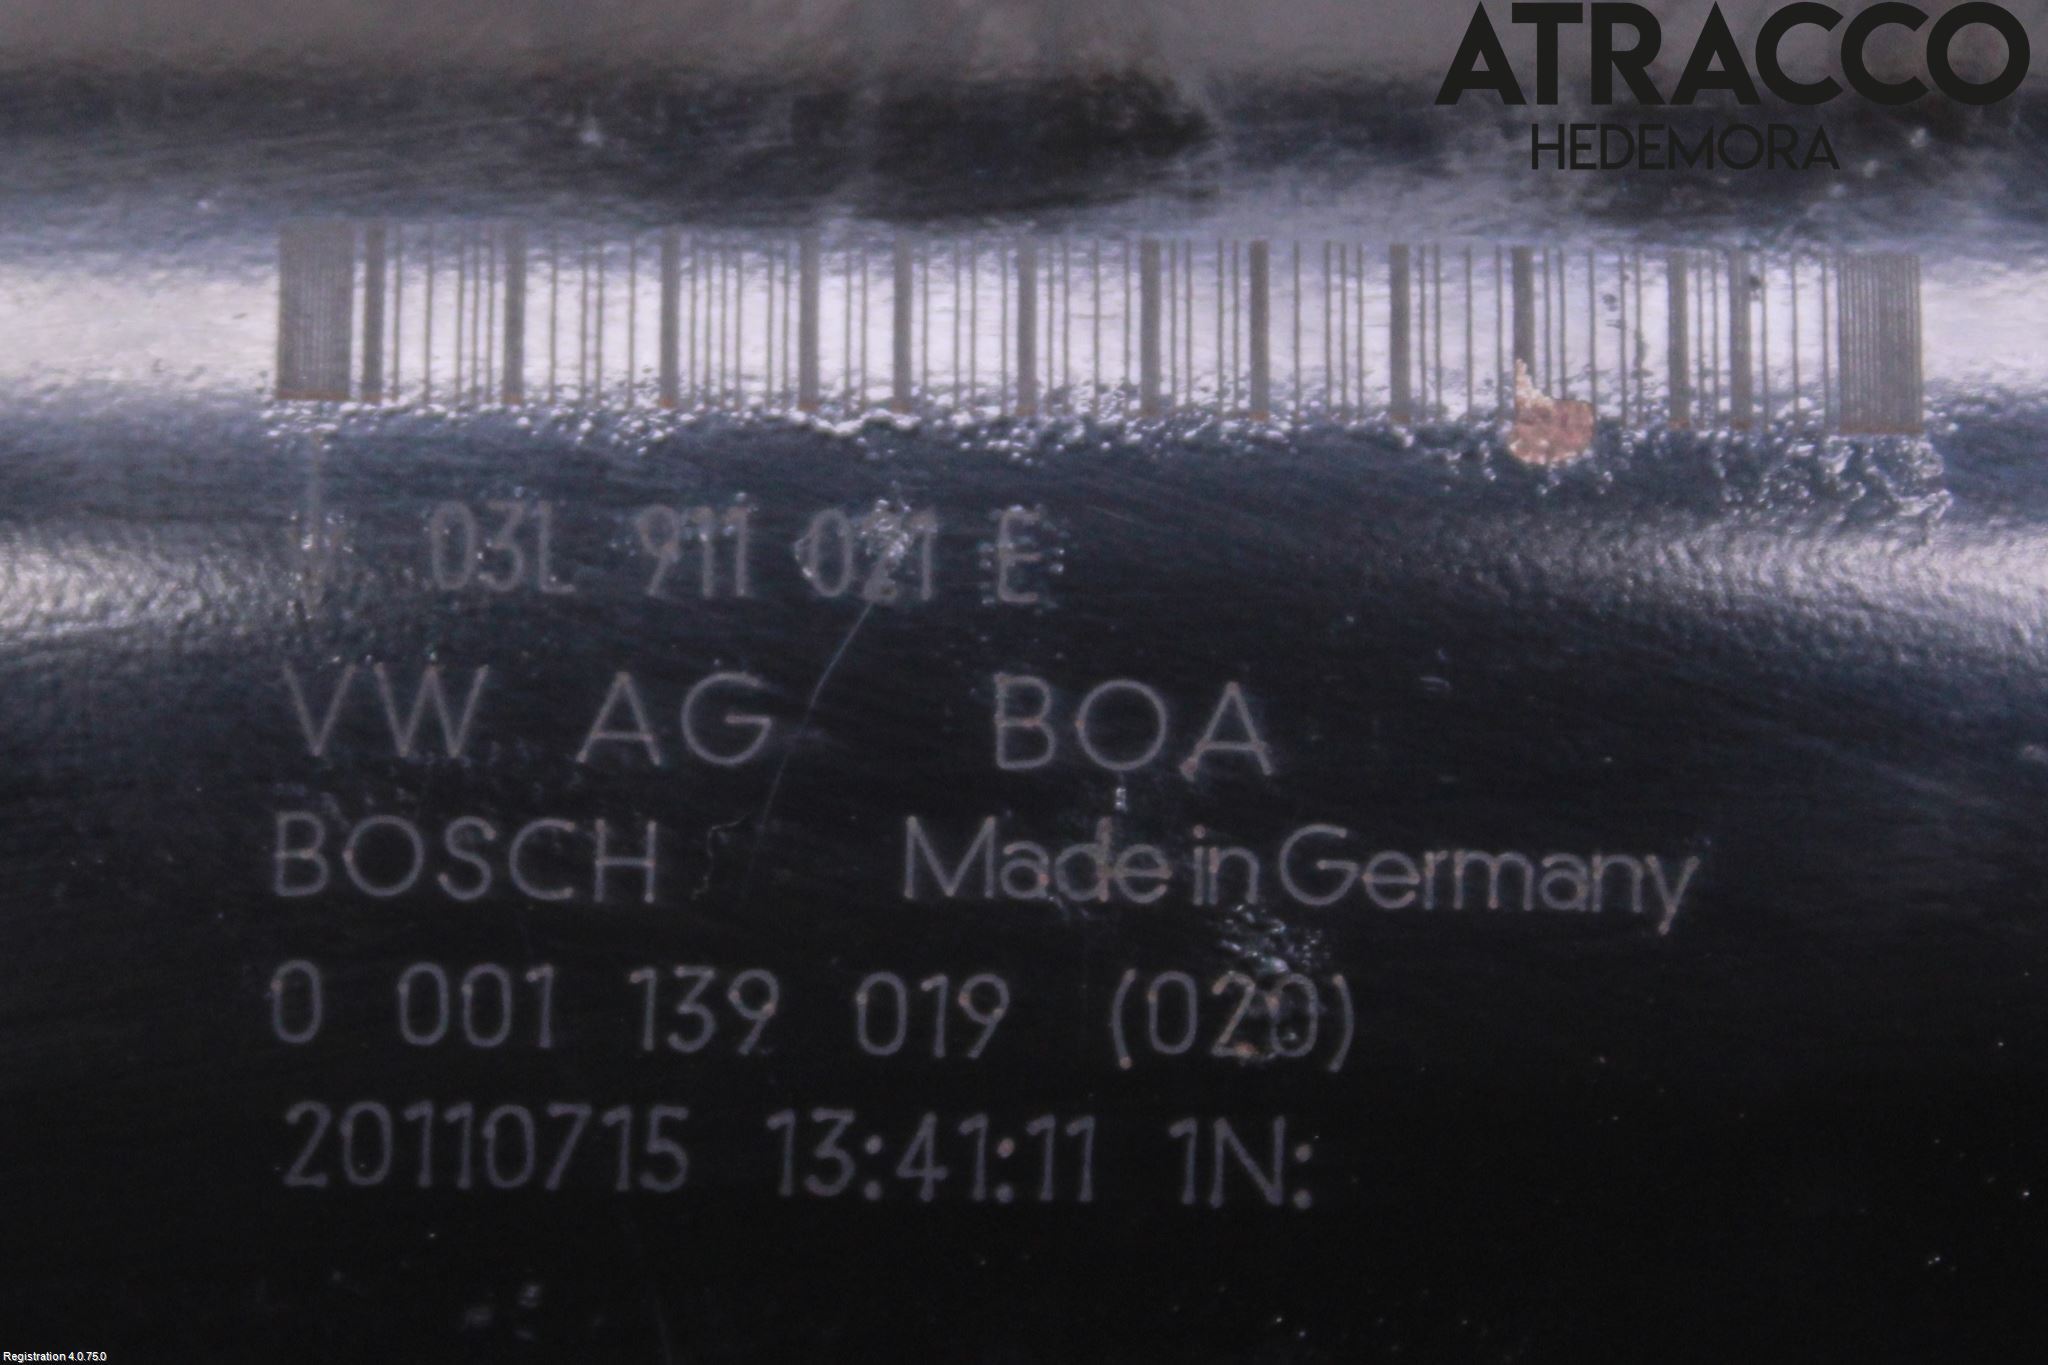 ATRACCO
HEDEMORA
03L 911 021 E
VW AG BOA
BOSCH Made in Germany
0 001 139 019 (020)
20110715 13:41:11 1N:
Registration 4.0.75.0